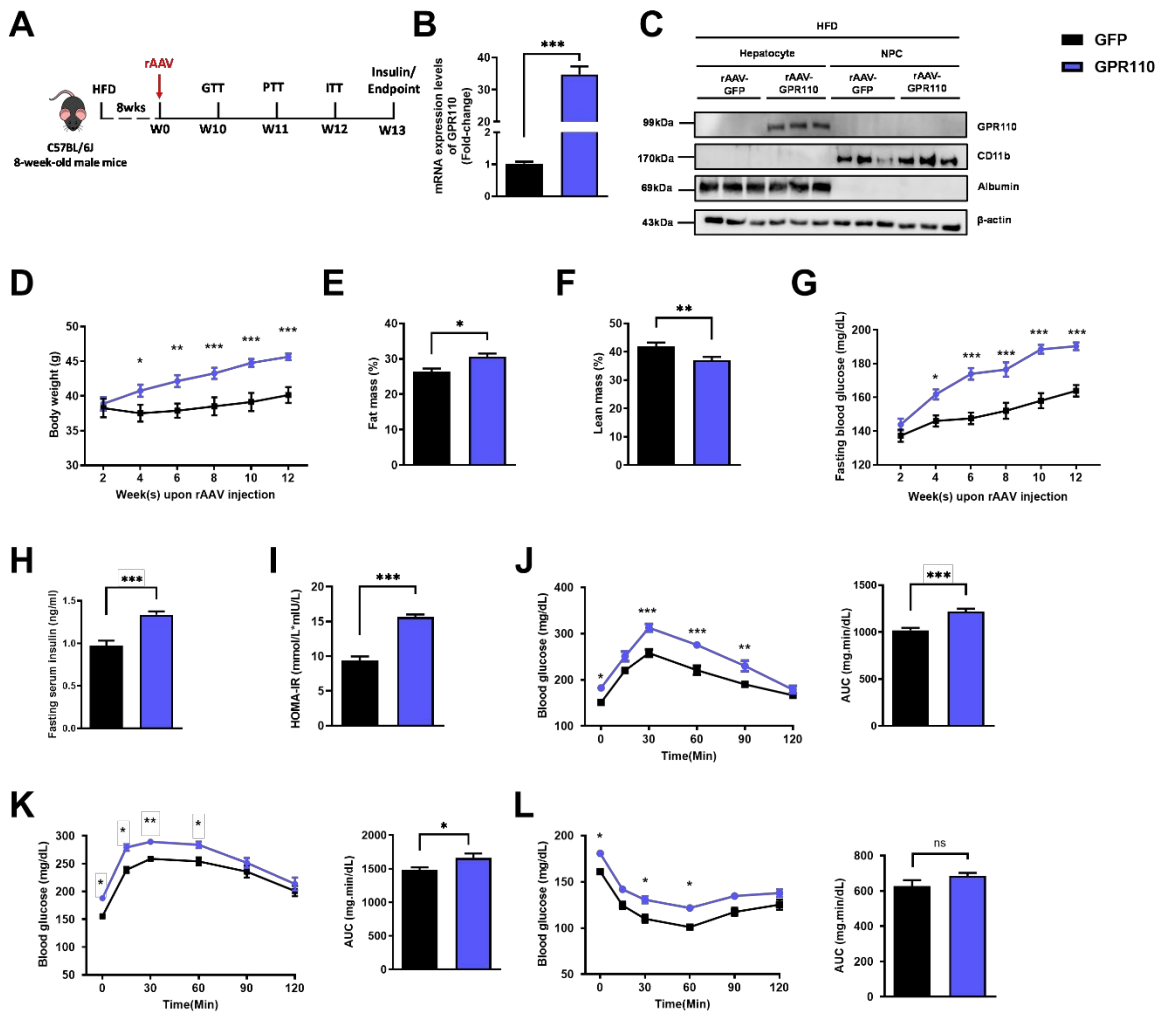 A
HFD
8wks
rAAV
W0
GTT
W10
PTT
W11
ITT
W12
Insulin/
Endpoint
W13
C57BL/6J
8-week-old male mice
B
mRNA expression levels
of GPR110
(Fold-change)
40
30
20
1
0
***
C
HFD
Hepatocyte
NPC
rAAV-
GFP
rAAV-
GPR110
rAAV-
GFP
rAAV-
GPR110
99kDa
GPR110
170kDa
CD11b
69kDa
Albumin
43kDa
β-actin
GFP
GPR110
D
Body weight (g)
50
45
40
35
30
*
**
***
***
***
2 4 6 8 10 12
Week(s) upon rAAV injection
E
Fat mass (%)
40
30
20
10
0
*
F
Lean mass (%)
50
40
30
20
10
0
**
G
Fasting blood glucose (mg/dL)
200
180
160
140
120
*
***
***
***
***
2 4 6 8 10 12
Week(s) upon rAAV injection
H
Fasting serum insulin (ng/ml)
1.5
1.0
0.5
0.0
***
I
HOMA-IR (mmol/L*mIU/L)
20
15
10
5
0
***
J
Blood glucose (mg/dL)
400
300
200
100
*
***
***
**
0 30 60 90 120
Time(Min)
AUC (mg.min/dL)
1500
1000
500
0
***
K
Blood glucose (mg/dL)
300
250
200
150
100
50
*
*
**
*
0 30 60 90 120
Time(Min)
AUC (mg.min/dL)
2000
1500
1000
500
0
*
L
Blood glucose (mg/dL)
200
150
100
50
*
*
*
0 30 60 90 120
Time(Min)
AUC (mg.min/dL)
800
600
400
200
0
ns